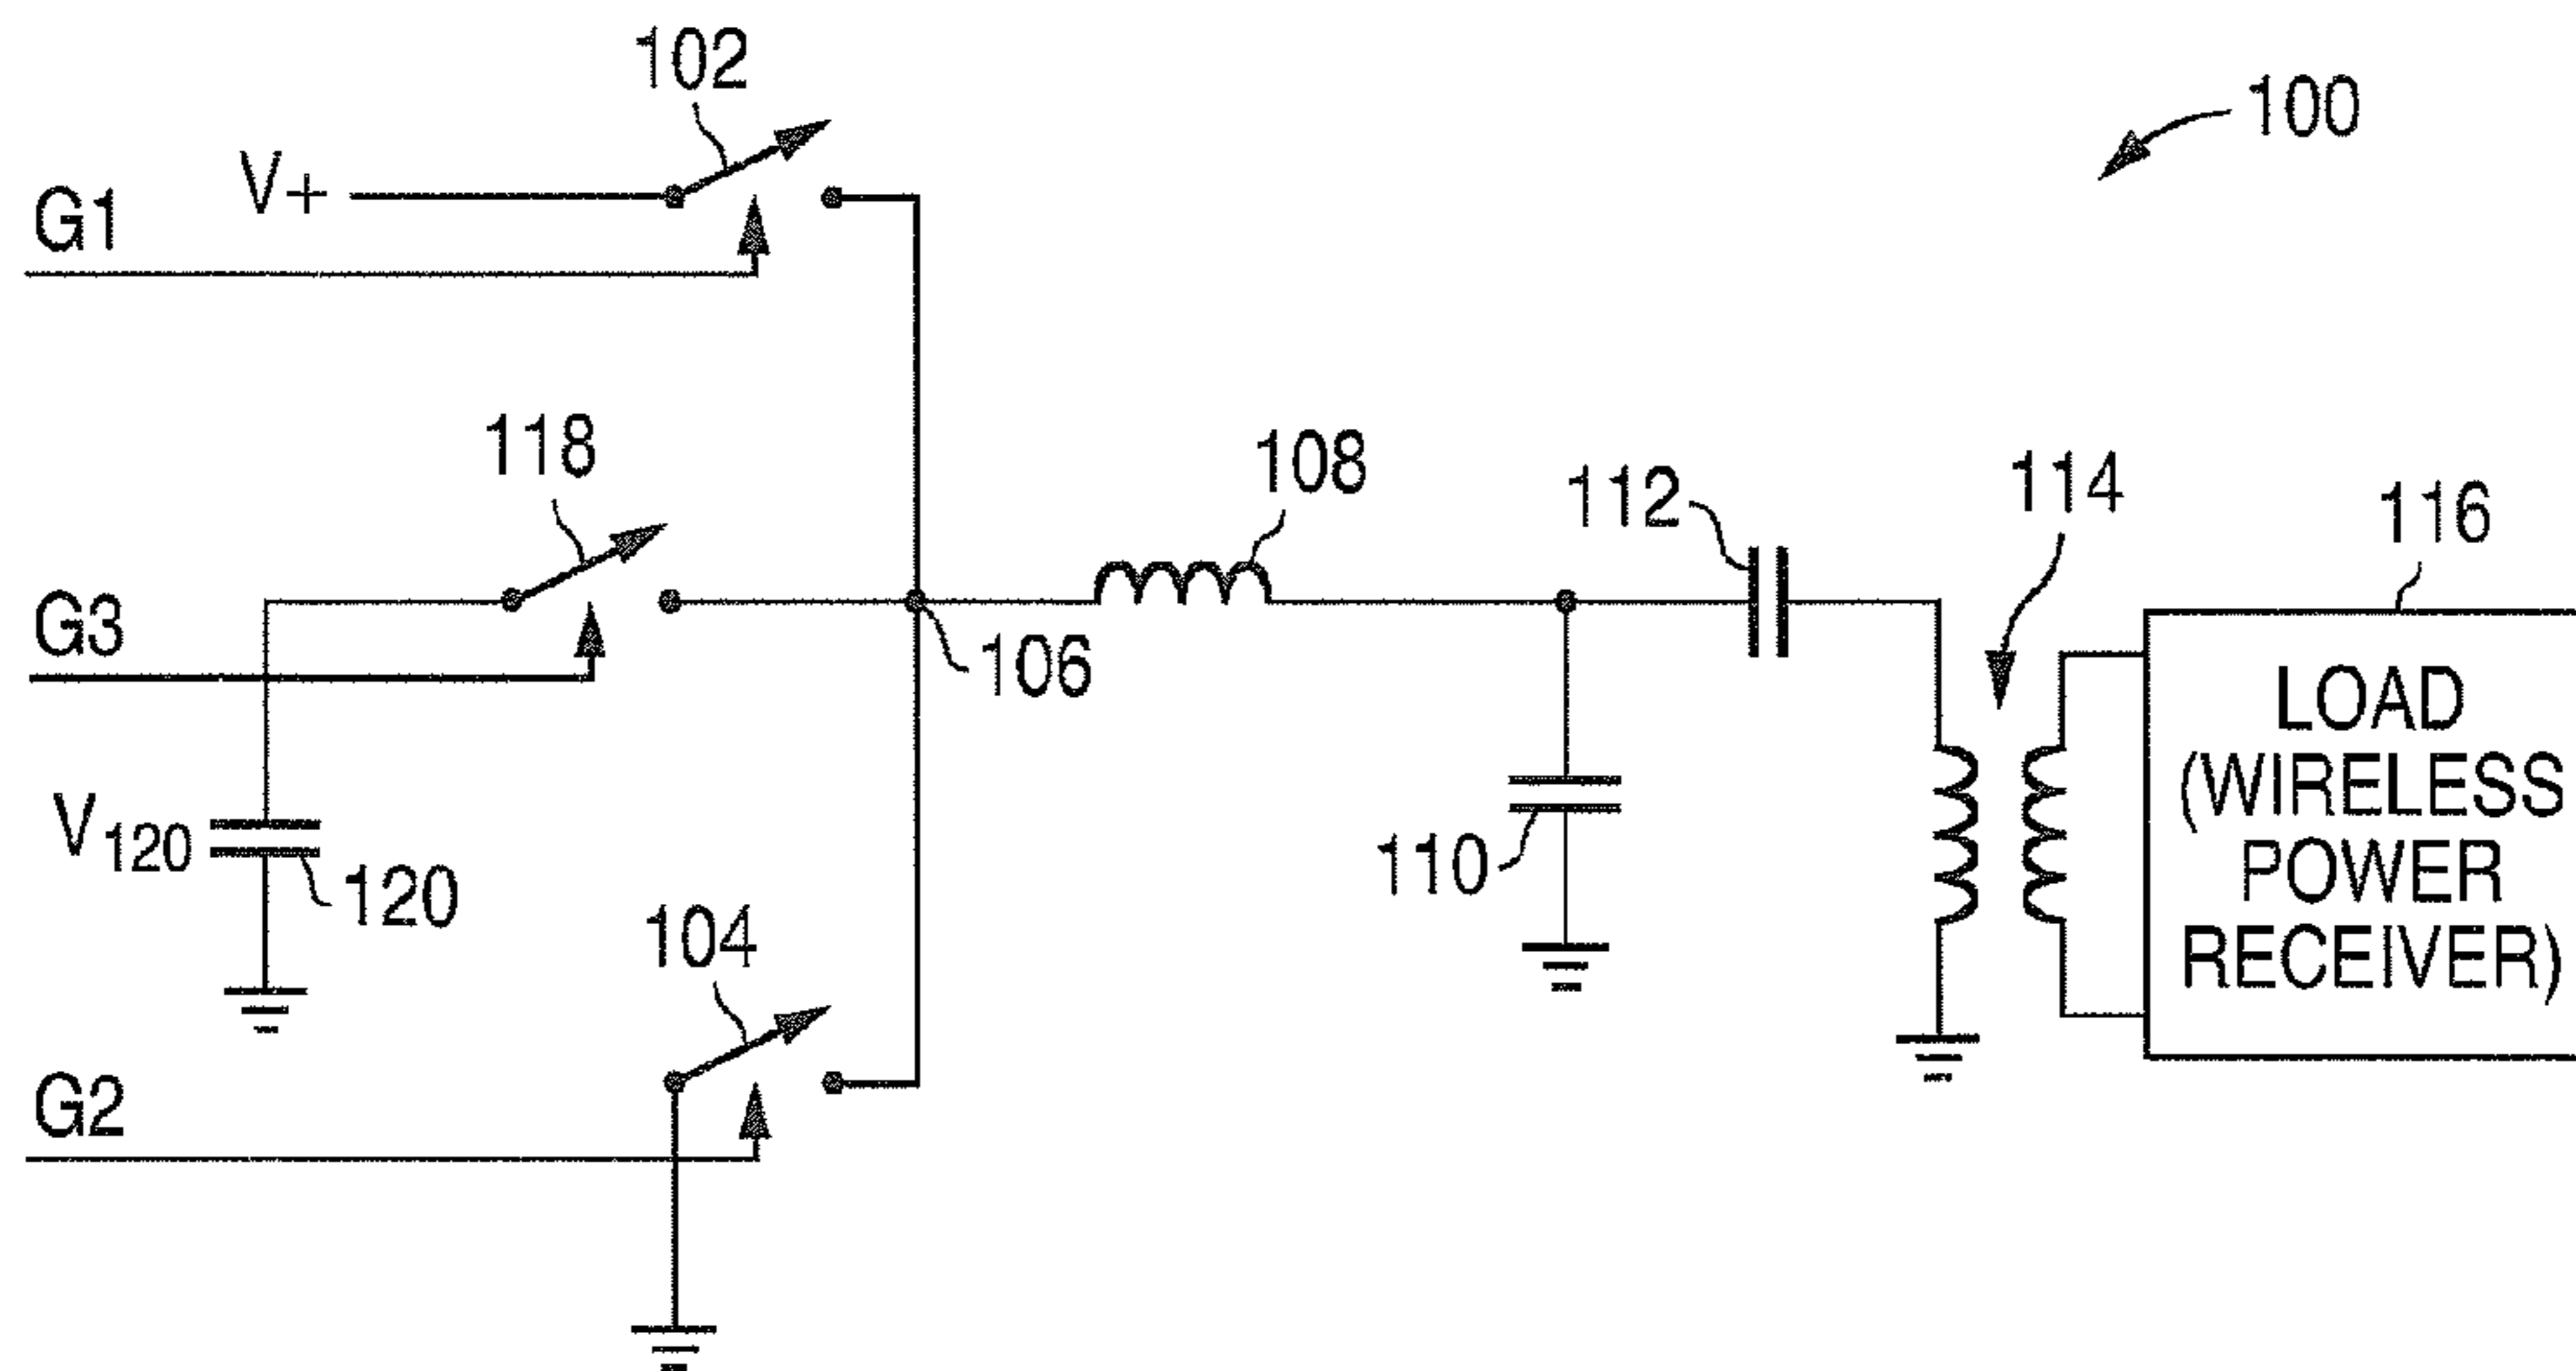 102
100
V+
G1
118
108
112
114
116
G3
106
LOAD
(WIRELESS
POWER
RECEIVER)
V120
120
110
104
G2